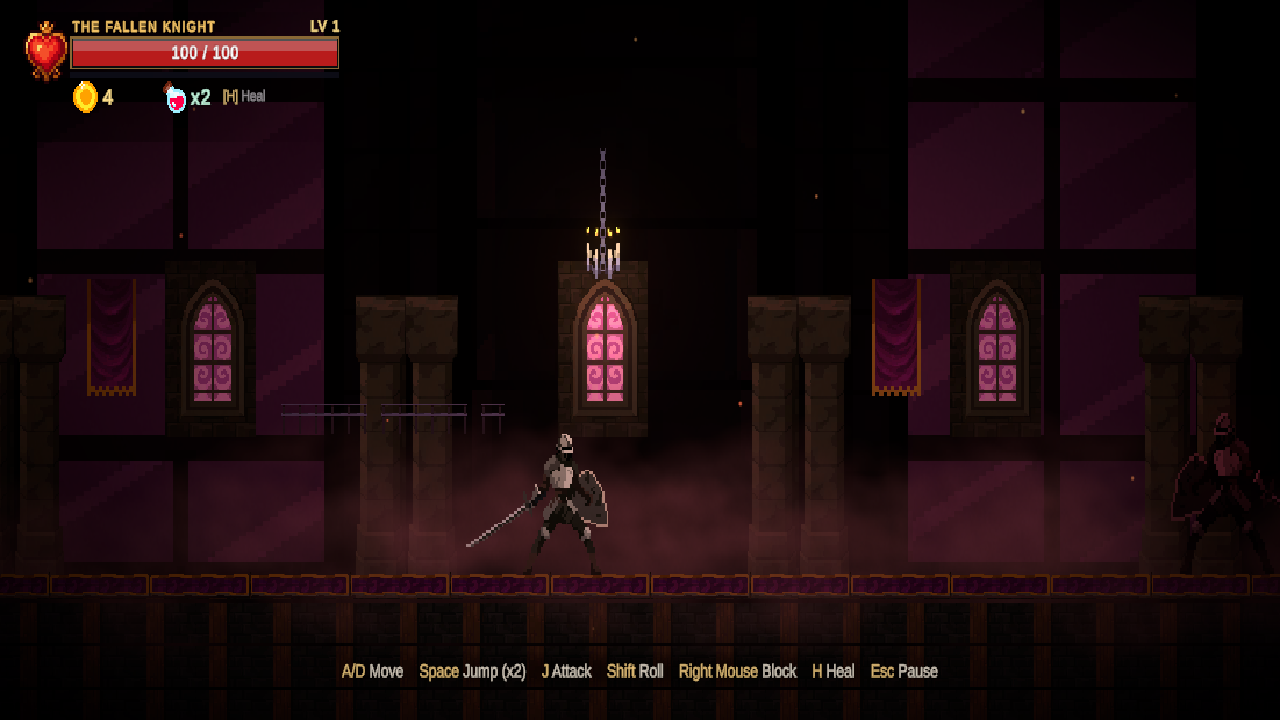 THE FALLEN KNIGHT LV 1
100 / 100
4 x2 [H] Heal
A/D Move Space Jump (x2) J Attack Shift Roll Right Mouse Block H Heal Esc Pause